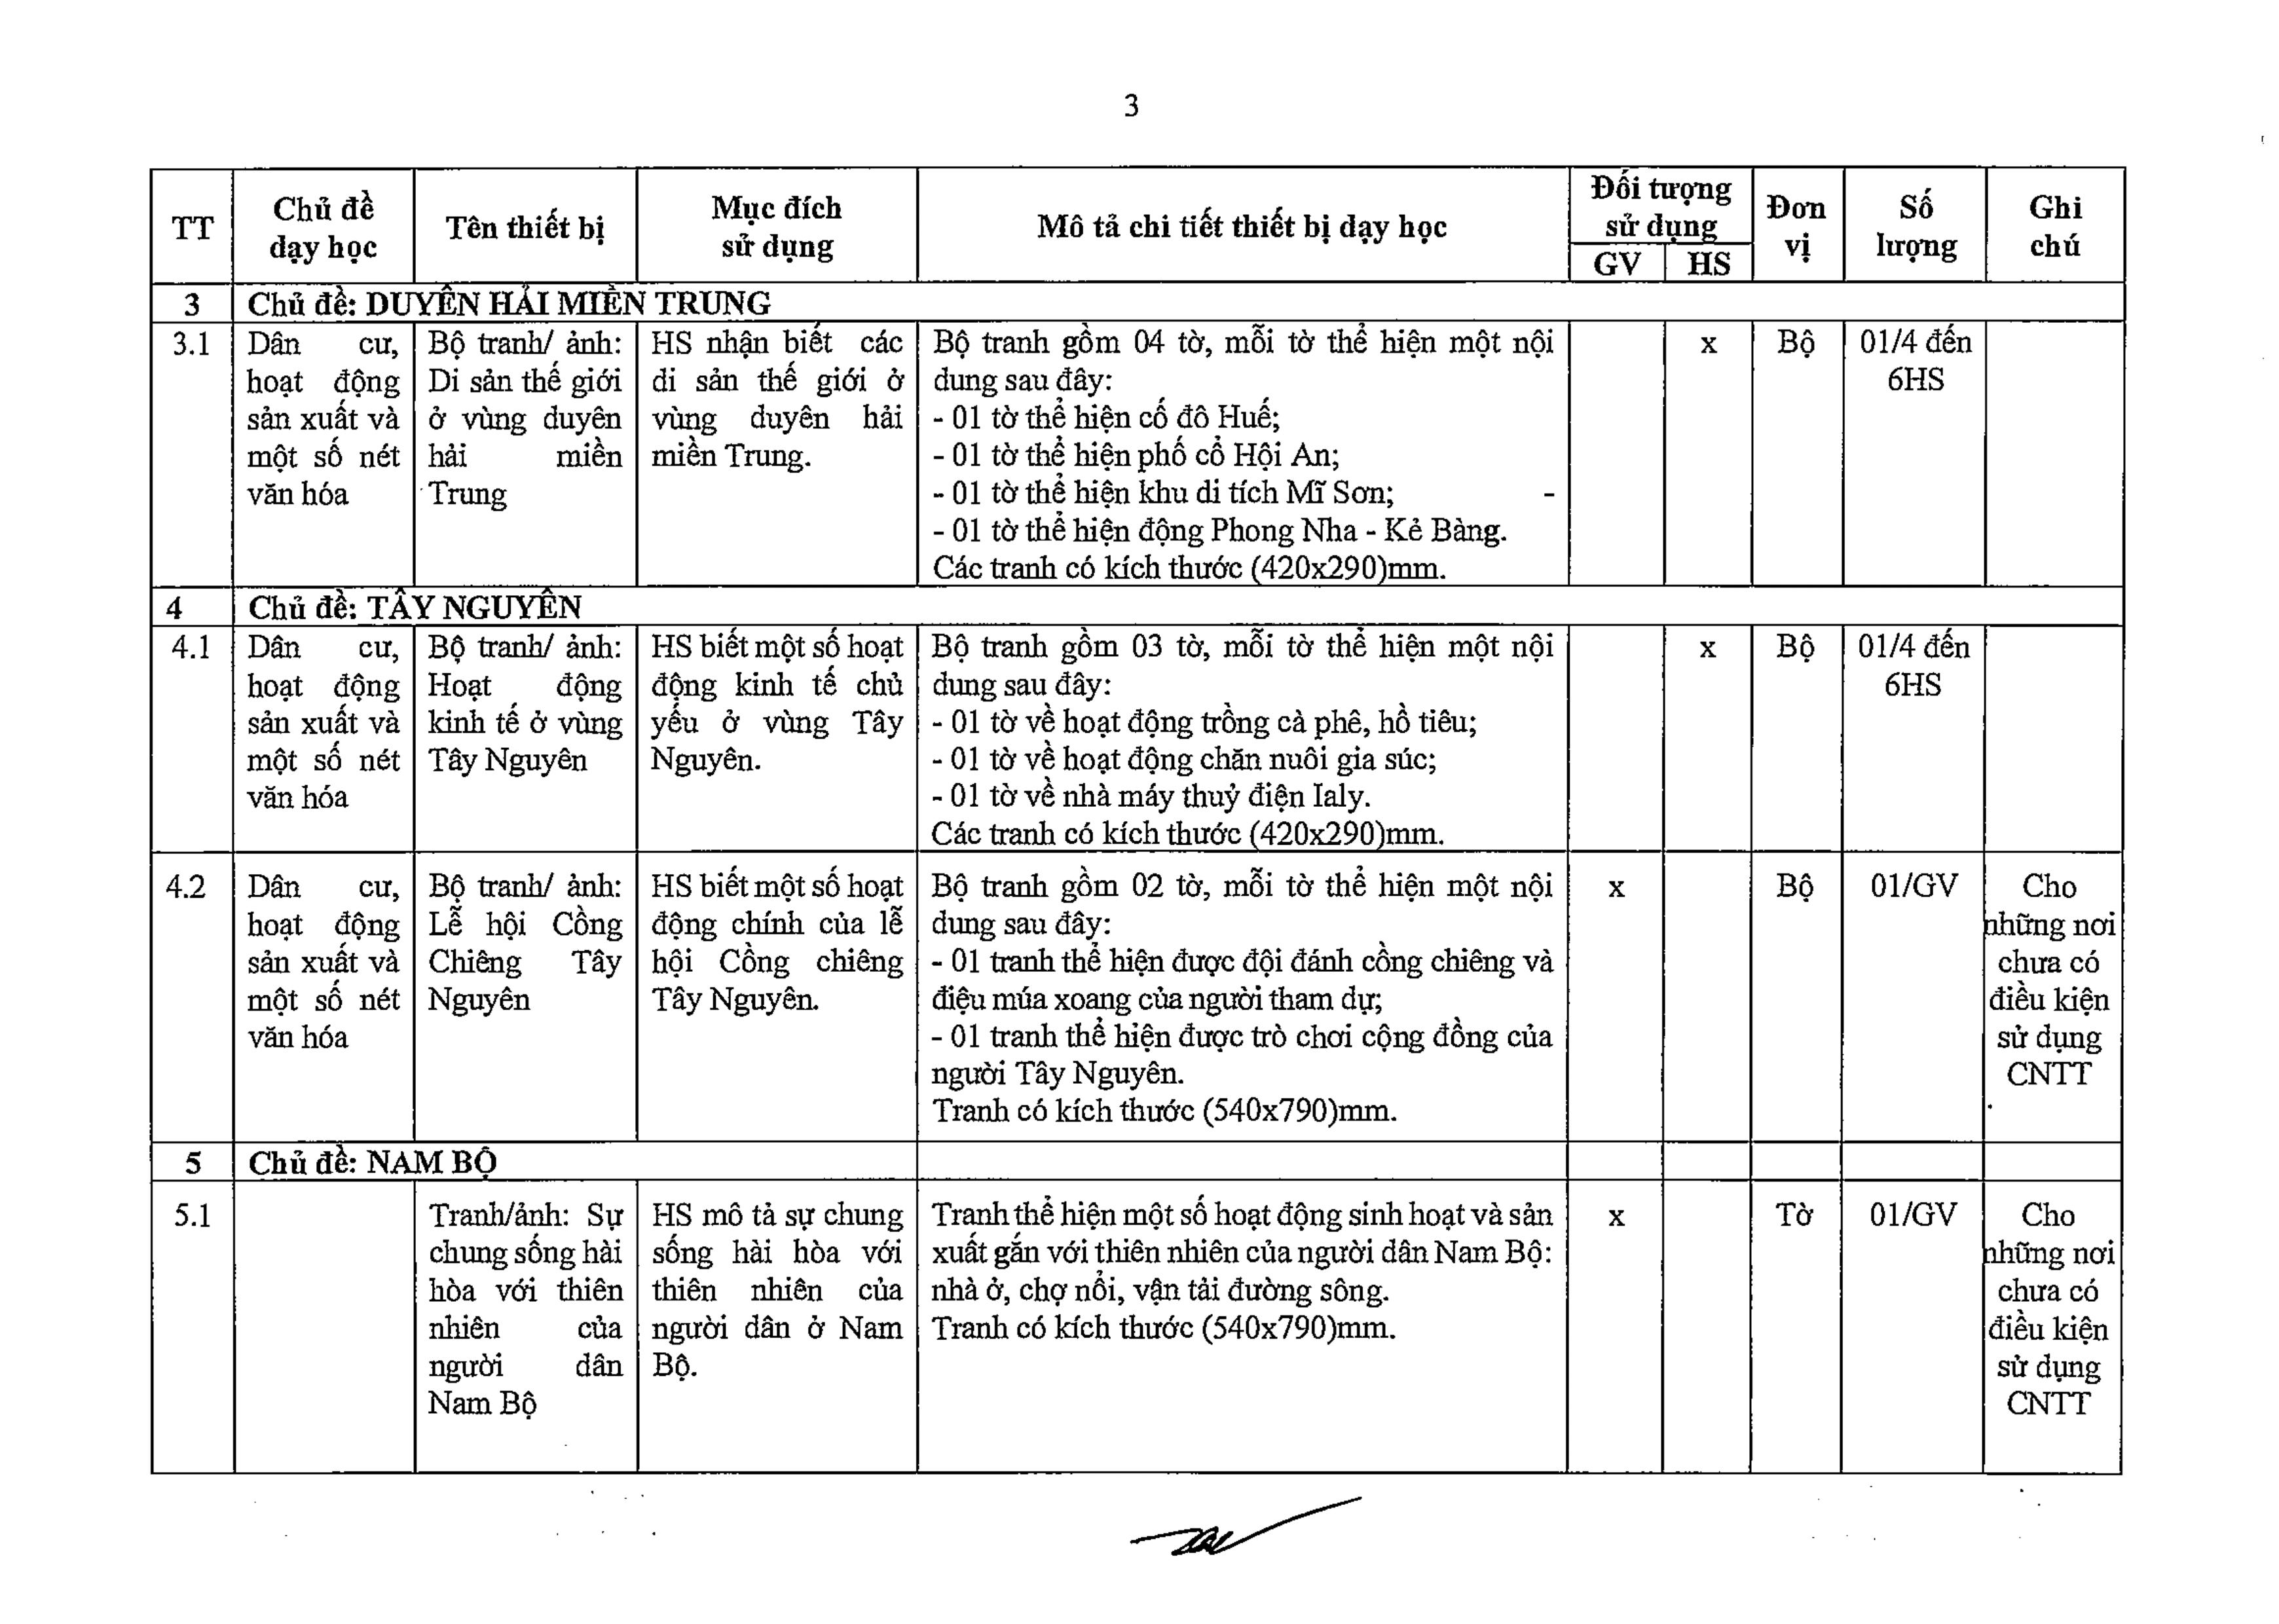 3
TT
Chủ đề
dạy học
Tên thiết bị
Mục đích
sử dụng
Mô tả chi tiết thiết bị dạy học
Đối tượng
sử dụng
GV
HS
Đơn
vị
Số
lượng
Ghi
chú
3
Chủ đề: DUYÊN HẢI MIỀN TRUNG
3.1
Dân cư,
hoạt động
sản xuất và
một số nét
văn hóa
Bộ tranh/ ảnh:
Di sản thế giới
ở vùng duyên
hải miền
Trung
HS nhận biết các
di sản thế giới ở
vùng duyên hải
miền Trung.
Bộ tranh gồm 04 tờ, mỗi tờ thể hiện một nội
dung sau đây:
- 01 tờ thể hiện cố đô Huế;
- 01 tờ thể hiện phố cổ Hội An;
- 01 tờ thể hiện khu di tích Mĩ Sơn; -
- 01 tờ thể hiện động Phong Nha - Kẻ Bàng.
Các tranh có kích thước (420x290)mm.
x
Bộ
01/4 đến
6HS
4
Chủ đề: TÂY NGUYÊN
4.1
Dân cư,
hoạt động
sản xuất và
một số nét
văn hóa
Bộ tranh/ ảnh:
Hoạt động
kinh tế ở vùng
Tây Nguyên
HS biết một số hoạt
động kinh tế chủ
yếu ở vùng Tây
Nguyên.
Bộ tranh gồm 03 tờ, mỗi tờ thể hiện một nội
dung sau đây:
- 01 tờ về hoạt động trồng cà phê, hồ tiêu;
- 01 tờ về hoạt động chăn nuôi gia súc;
- 01 tờ về nhà máy thuỷ điện Ialy.
Các tranh có kích thước (420x290)mm.
x
Bộ
01/4 đến
6HS
4.2
Dân cư,
hoạt động
sản xuất và
một số nét
văn hóa
Bộ tranh/ ảnh:
Lễ hội Cồng
Chiêng Tây
Nguyên
HS biết một số hoạt
động chính của lễ
hội Cồng chiêng
Tây Nguyên.
Bộ tranh gồm 02 tờ, mỗi tờ thể hiện một nội
dung sau đây:
- 01 tranh thể hiện được đội đánh cồng chiêng và
điệu múa xoang của người tham dự;
- 01 tranh thể hiện được trò chơi cộng đồng của
người Tây Nguyên.
Tranh có kích thước (540x790)mm.
x
Bộ
01/GV
Cho
những nơi
chưa có
điều kiện
sử dụng
CNTT
5
Chủ đề: NAM BỘ
5.1
Tranh/ảnh: Sự
chung sống hài
hòa với thiên
nhiên của
người dân
Nam Bộ
HS mô tả sự chung
sống hài hòa với
thiên nhiên của
người dân ở Nam
Bộ.
Tranh thể hiện một số hoạt động sinh hoạt và sản
xuất gắn với thiên nhiên của người dân Nam Bộ:
nhà ở, chợ nổi, vận tải đường sông.
Tranh có kích thước (540x790)mm.
x
Tờ
01/GV
Cho
những nơi
chưa có
điều kiện
sử dụng
CNTT